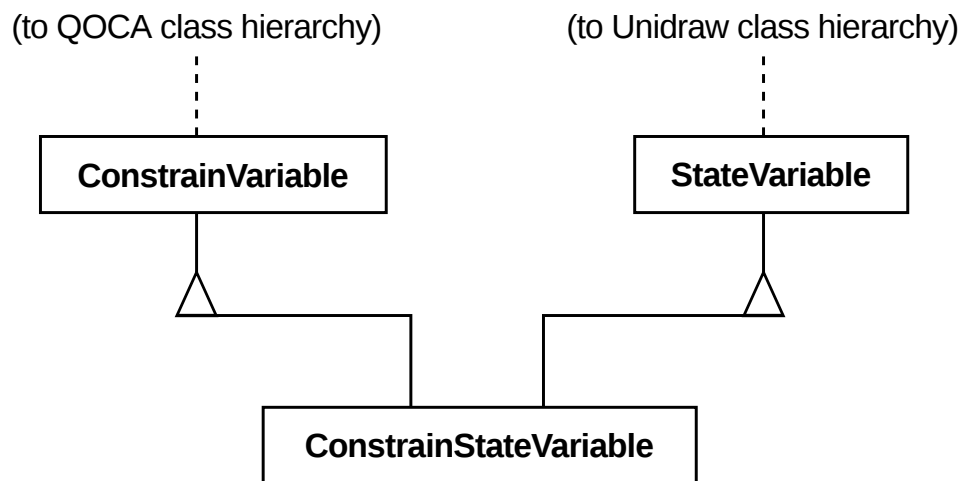 (to QOCA class hierarchy)
(to Unidraw class hierarchy)
ConstrainVariable
StateVariable
ConstrainStateVariable